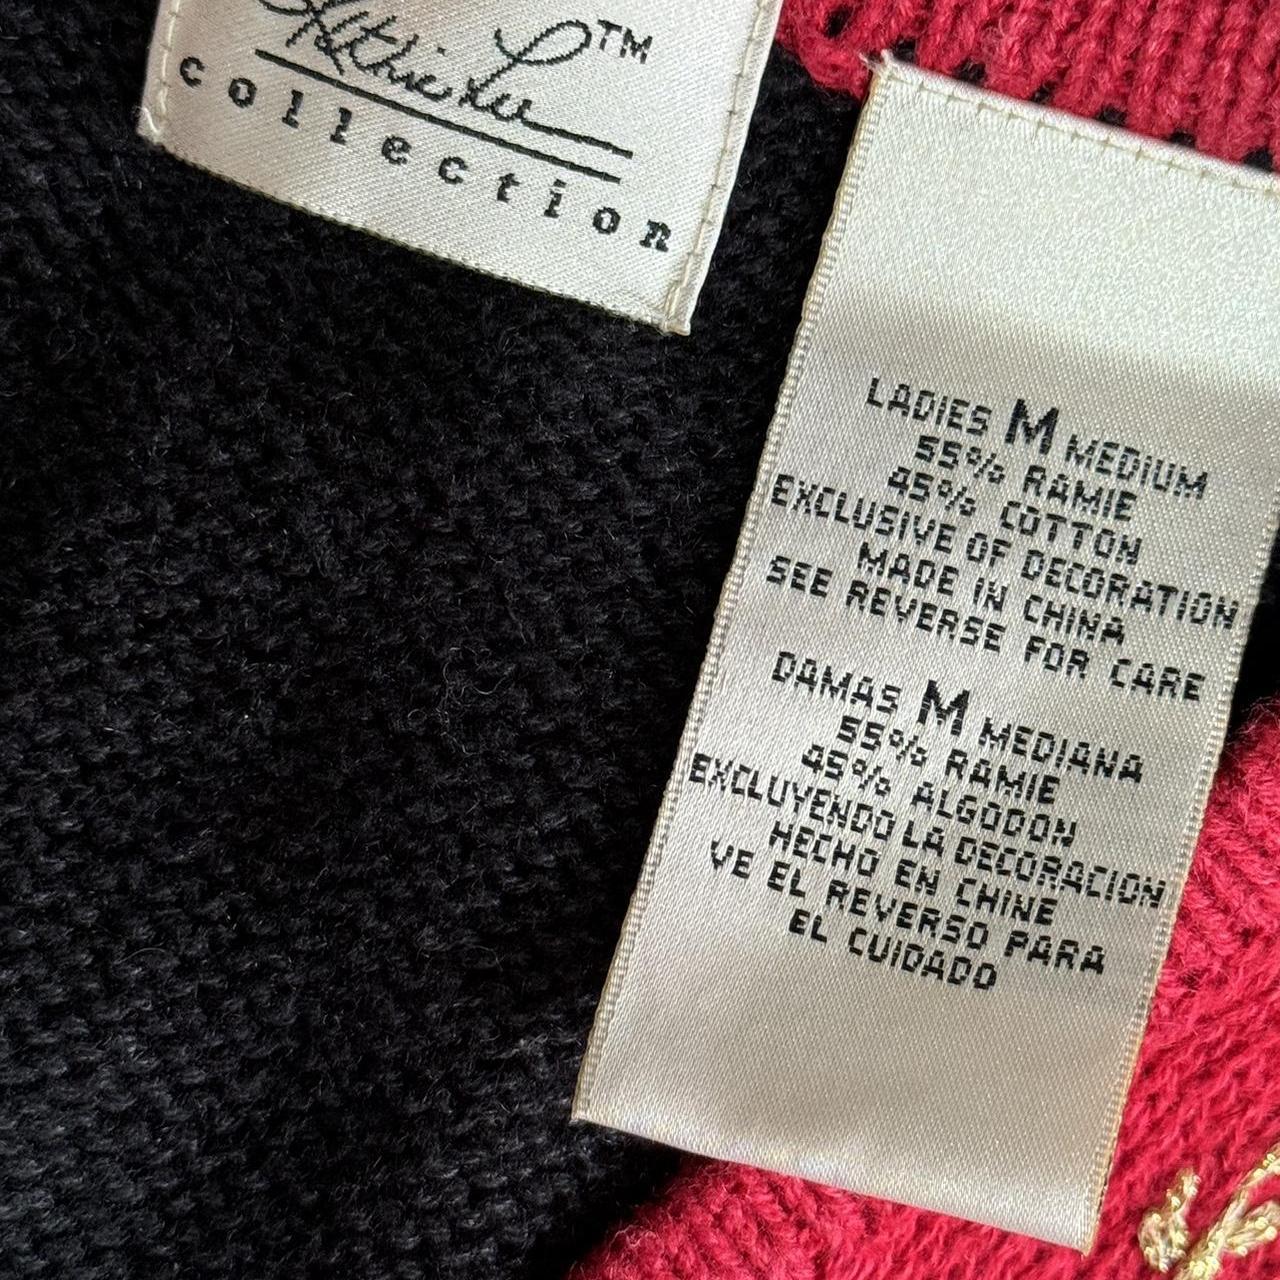 Kathie Lee™
collection
LADIES M MEDIUM
55% RAMIE
45% COTTON
EXCLUSIVE OF DECORATION
MADE IN CHINA
SEE REVERSE FOR CARE
DAMAS M MEDIANA
55% RAMIE
45% ALGODON
EXCLUYENDO LA DECORACION
HECHO EN CHINE
VE EL REVERSO PARA
EL CUIDADO